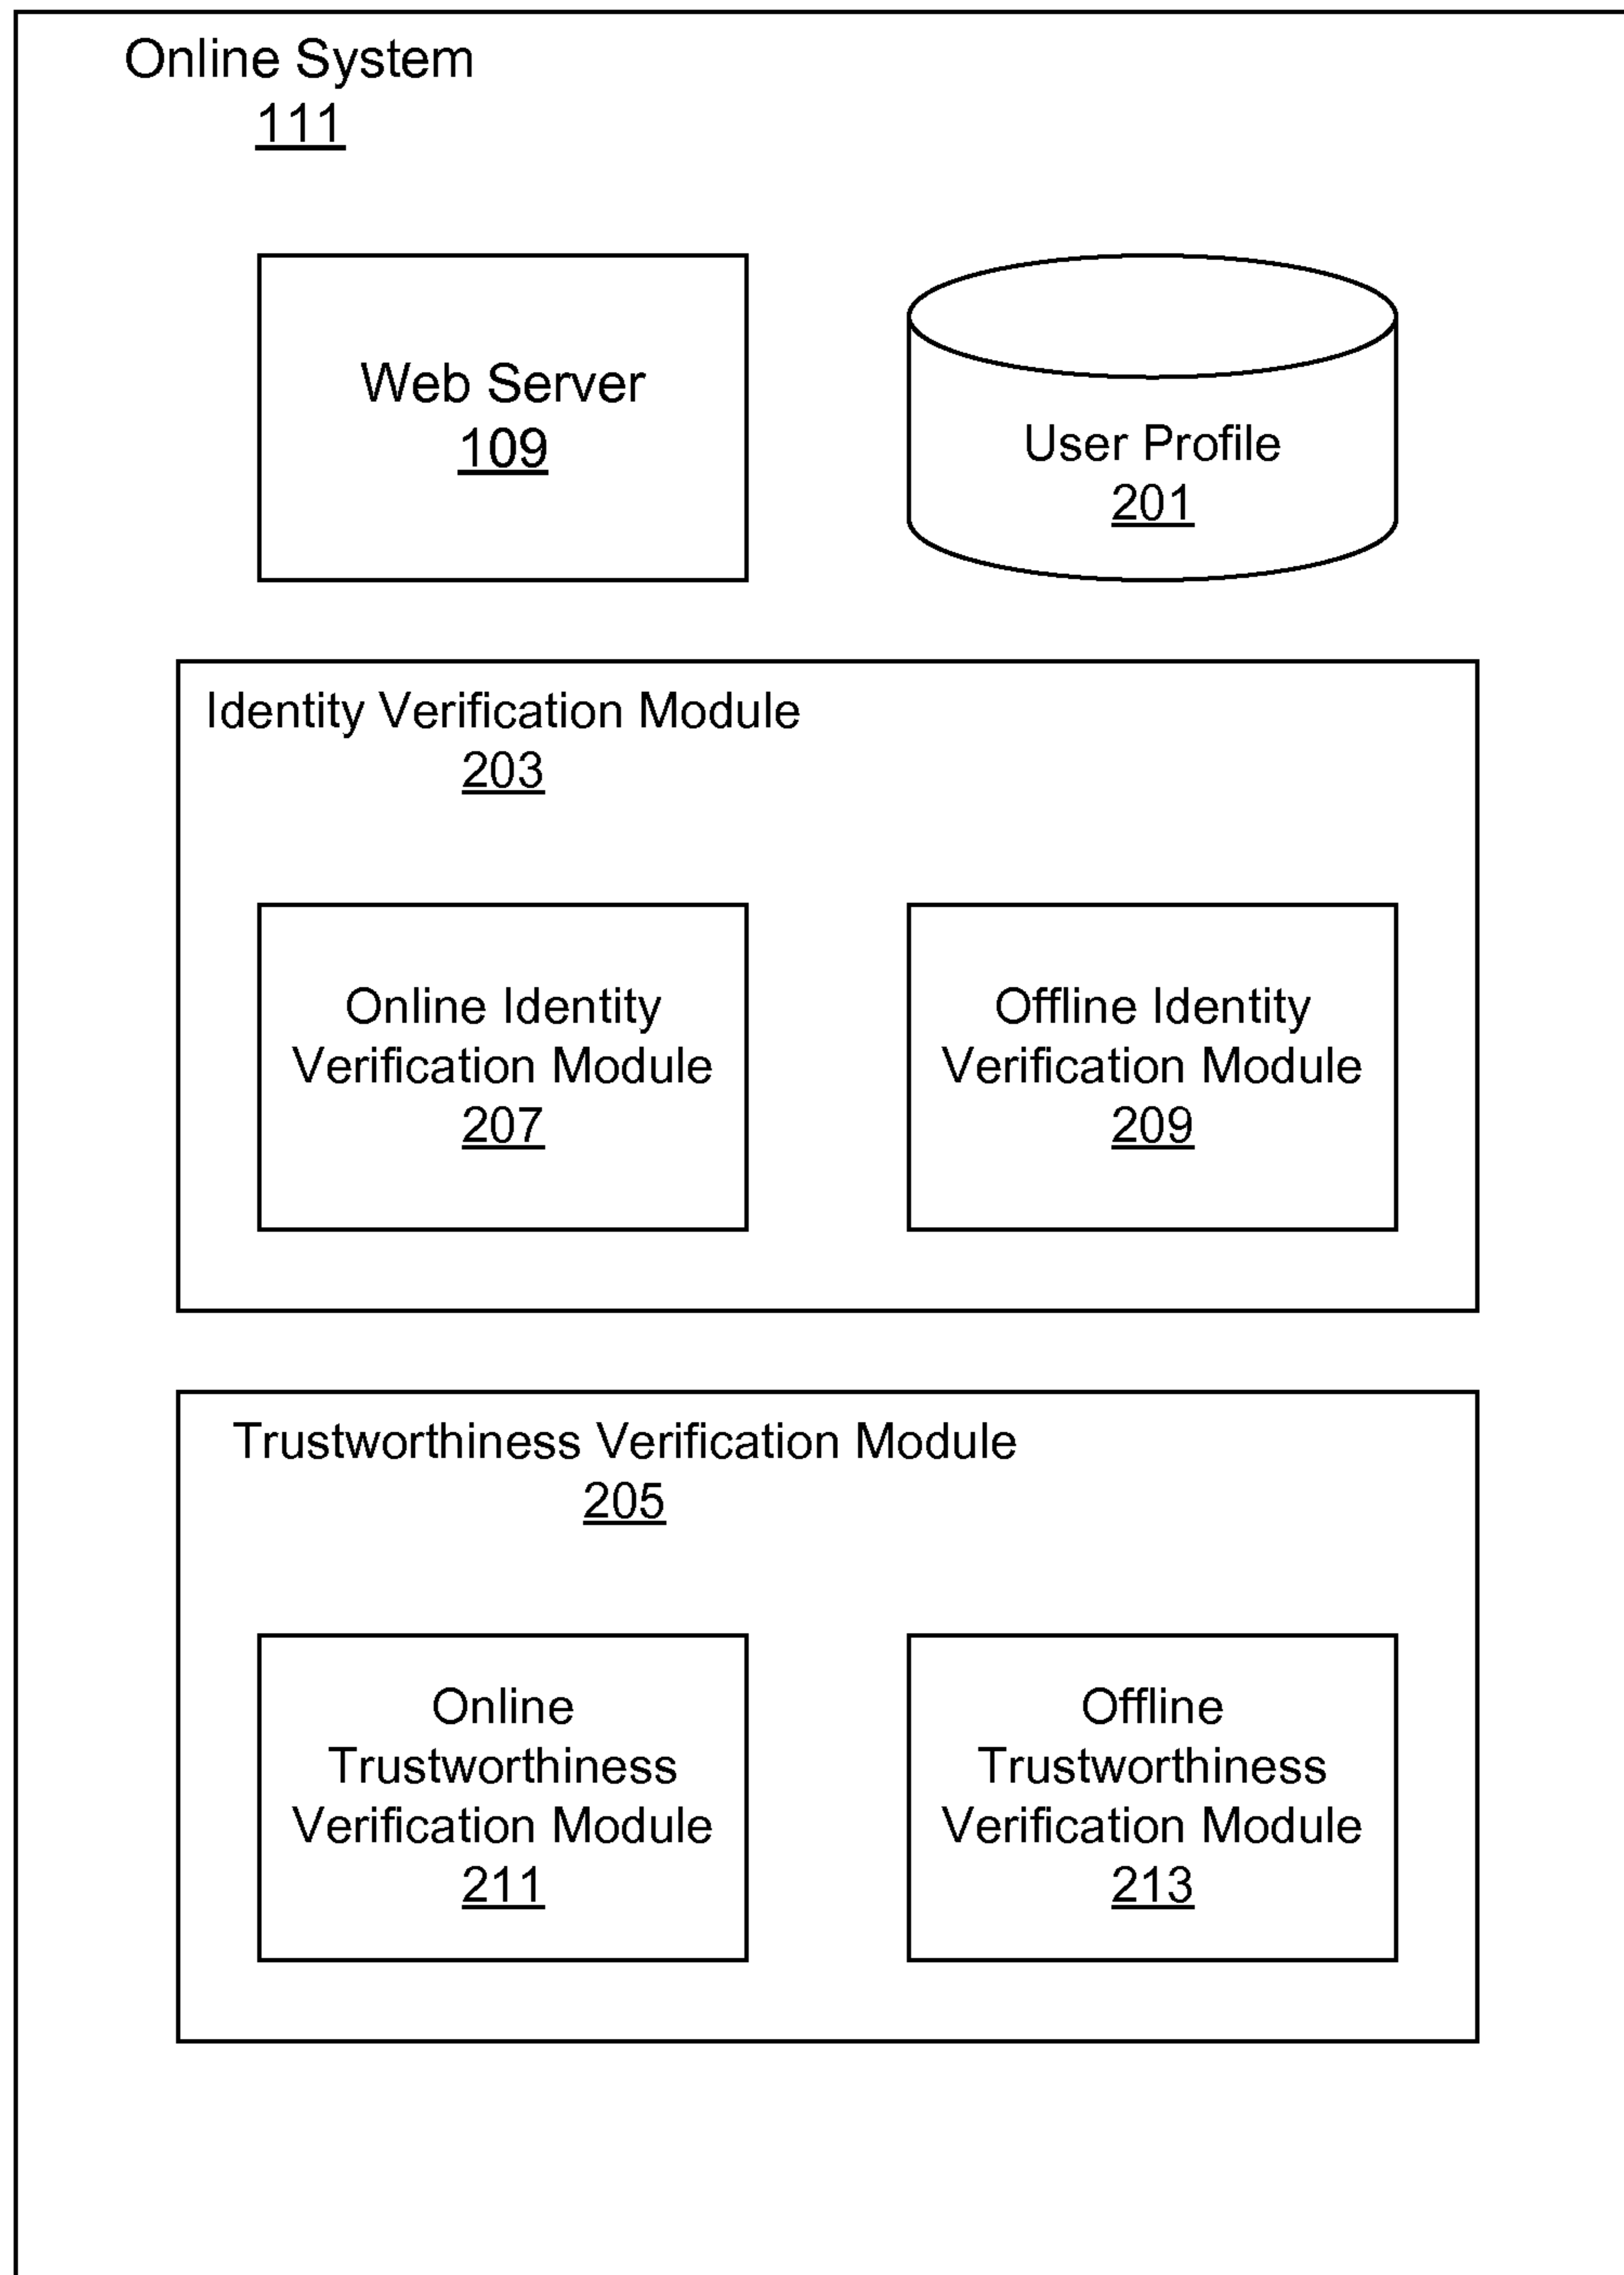 Online System
111
Web Server
109
User Profile
201
Identity Verification Module
203
Online Identity
Verification Module
207
Offline Identity
Verification Module
209
Trustworthiness Verification Module
205
Online
Trustworthiness
Verification Module
211
Offline
Trustworthiness
Verification Module
213